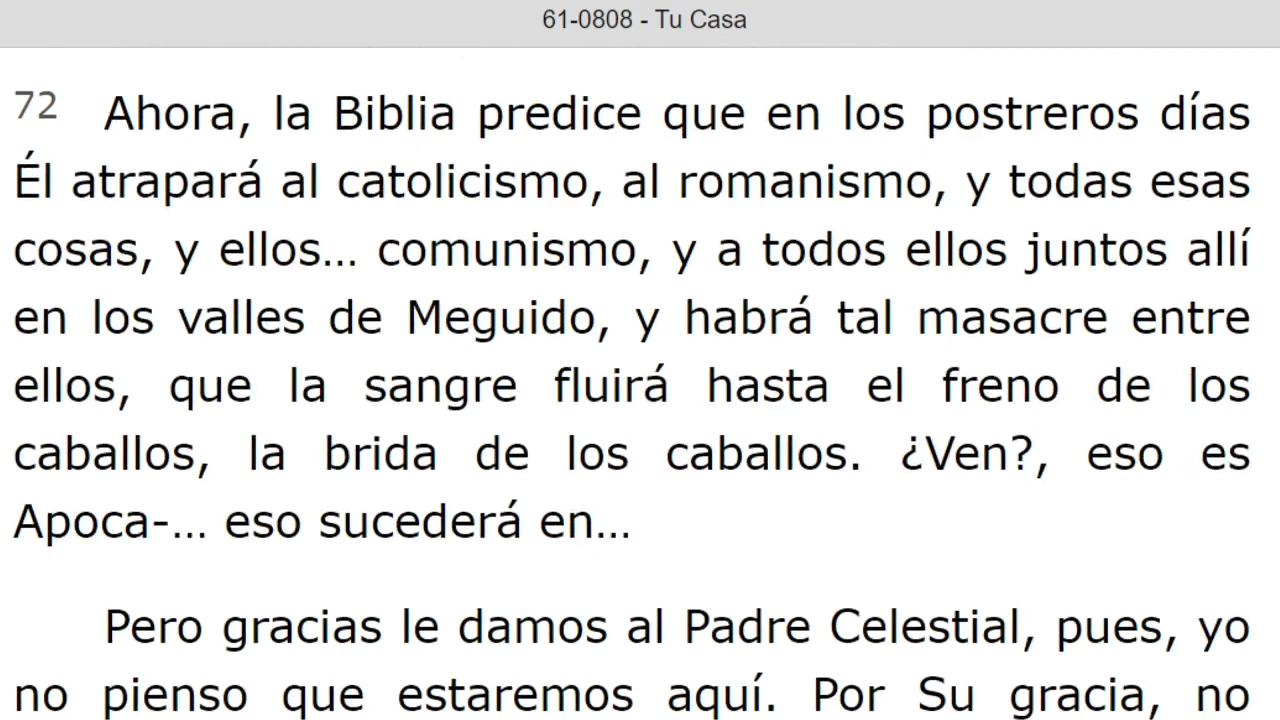 61-0808 - Tu Casa
72 Ahora, la Biblia predice que en los postreros días
Él atrapará al catolicismo, al romanismo, y todas esas
cosas, y ellos… comunismo, y a todos ellos juntos allí
en los valles de Meguido, y habrá tal masacre entre
ellos, que la sangre fluirá hasta el freno de los
caballos, la brida de los caballos. ¿Ven?, eso es
Apoca-… eso sucederá en…
Pero gracias le damos al Padre Celestial, pues, yo
no pienso que estaremos aquí. Por Su gracia, no